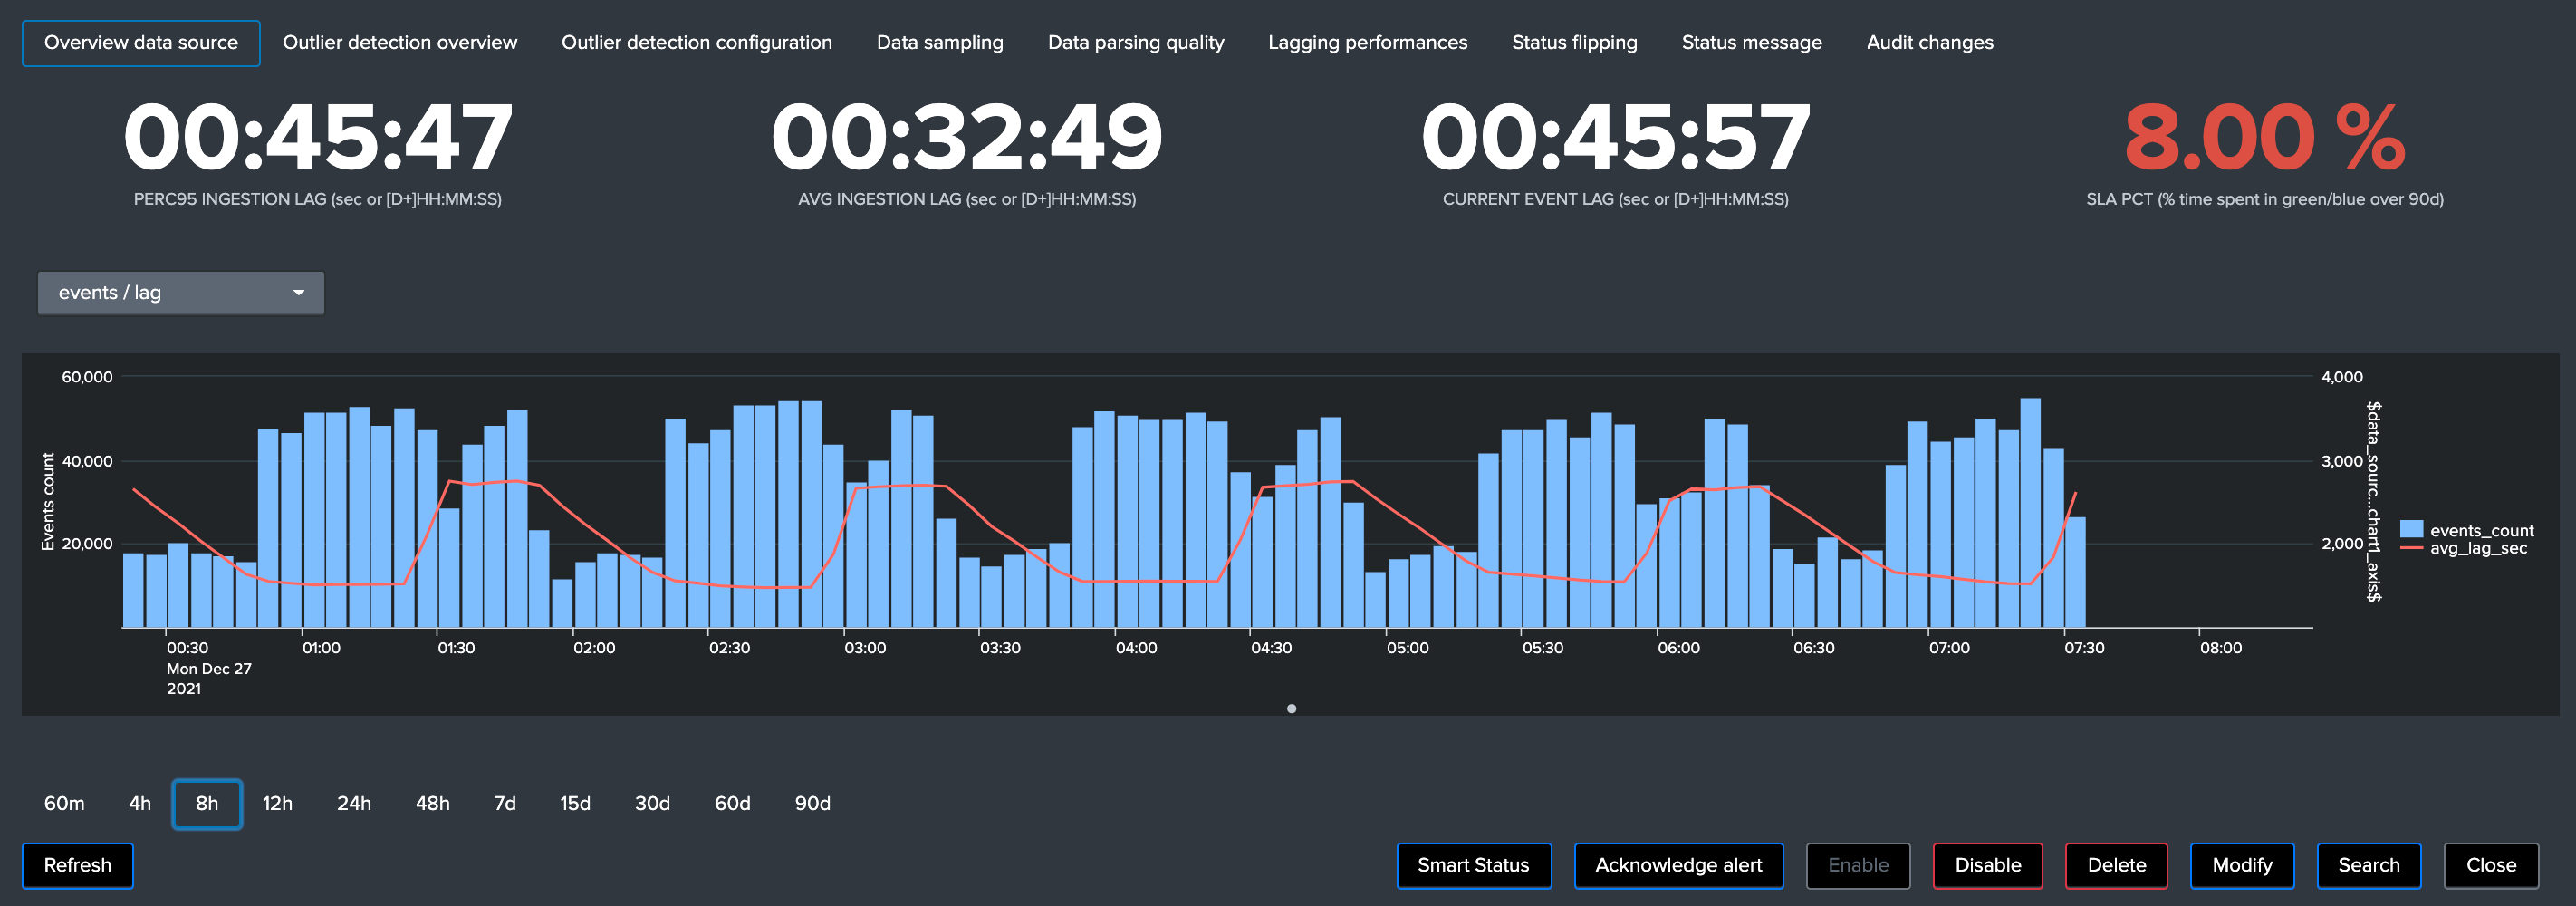 Overview data source Outlier detection overview Outlier detection configuration Data sampling Data parsing quality Lagging performances Status flipping Status message Audit changes
00:45:47 00:32:49 00:45:57 8.00 %
PERC95 INGESTION LAG (sec or [D+]HH:MM:SS) AVG INGESTION LAG (sec or [D+]HH:MM:SS) CURRENT EVENT LAG (sec or [D+]HH:MM:SS) SLA PCT (% time spent in green/blue over 90d)
events / lag
60,000
40,000
20,000
Events count
4,000
3,000
2,000
$data_sourc...chart1_axis$
events_count
avg_lag_sec
00:30 01:00 01:30 02:00 02:30 03:00 03:30 04:00 04:30 05:00 05:30 06:00 06:30 07:00 07:30 08:00
Mon Dec 27
2021
60m 4h 8h 12h 24h 48h 7d 15d 30d 60d 90d
Refresh Smart Status Acknowledge alert Enable Disable Delete Modify Search Close